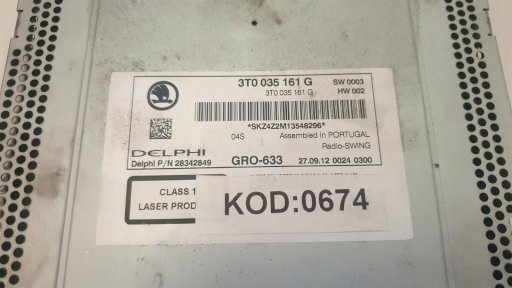 3T0 035 161 G SW 0003
3T0 035 161 G HW 002
*SKZ4Z2M13548296*
04S Assembled in PORTUGAL
DELPHI Radio-SWING
Delphi P/N 28342849 GRO-633 27.09.12 0024 0300
CLASS 1
LASER PROD
KOD:0674